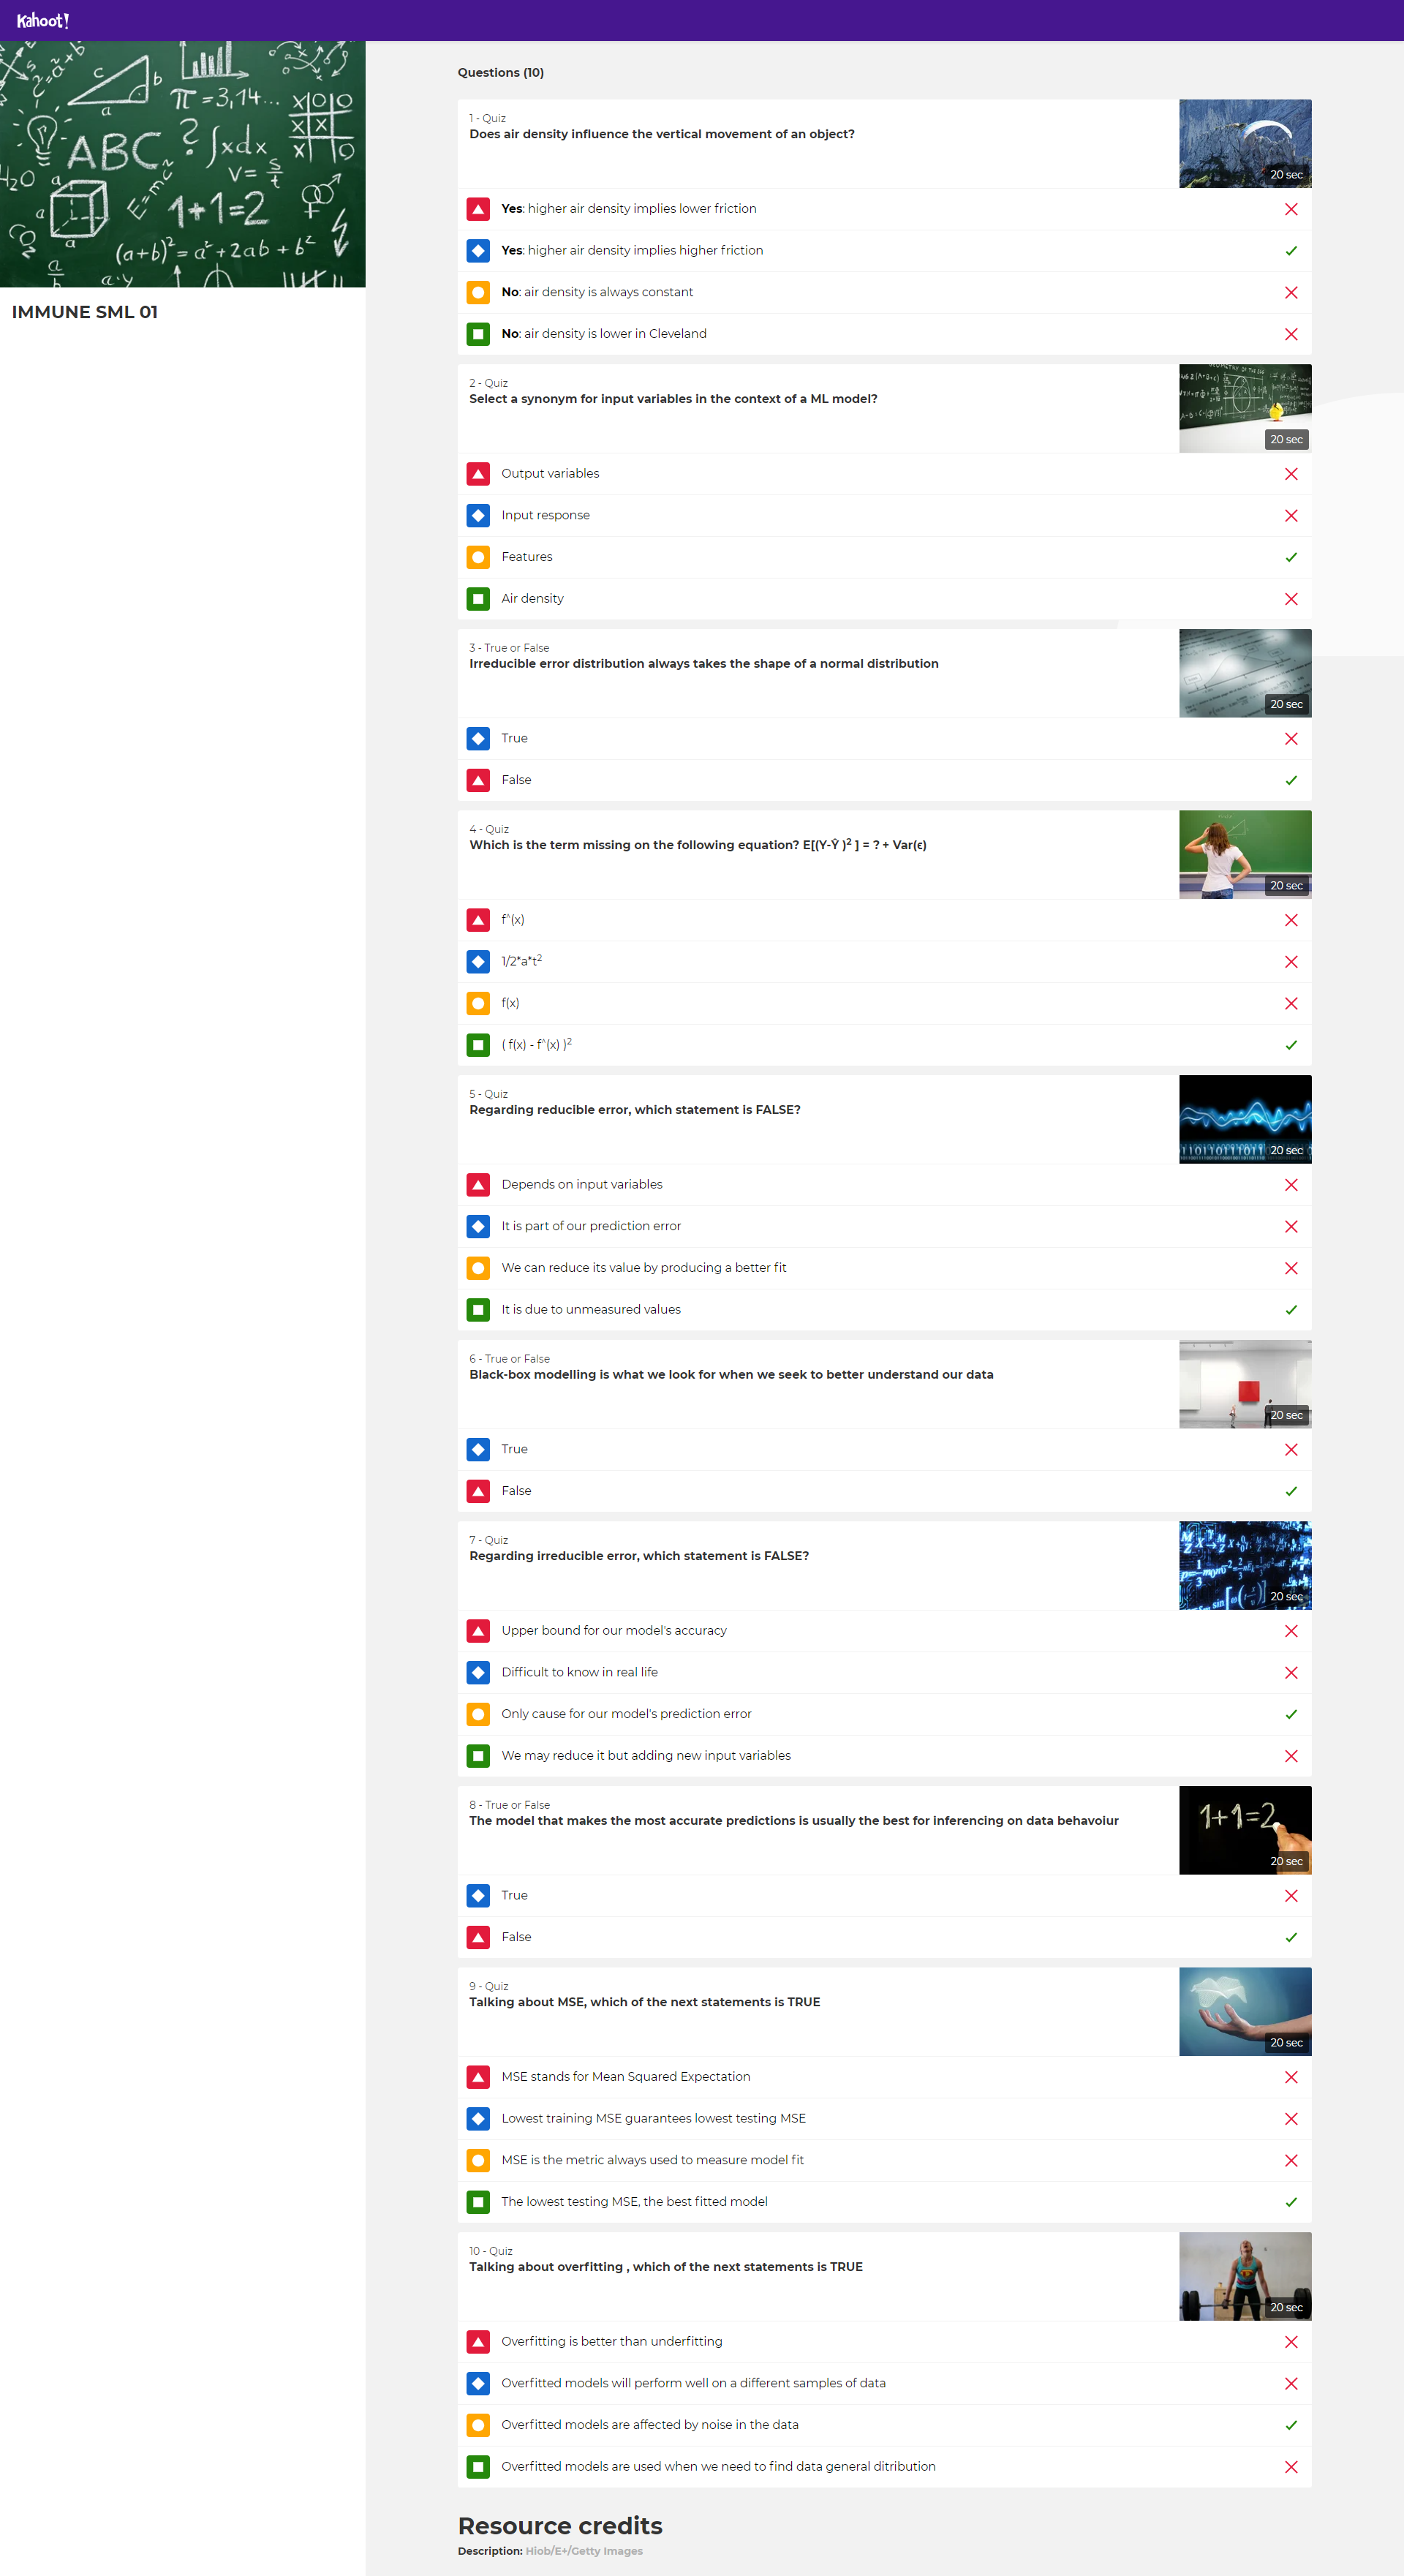 Kahoot!
ABC
π = 3,14...
? ∫xdx
v = s/t
E=mc²
1+1=2
(a+b)² = a² + 2ab + b²
IMMUNE SML 01
Questions (10)
1 - Quiz
Does air density influence the vertical movement of an object?
20 sec
Yes: higher air density implies lower friction
Yes: higher air density implies higher friction
No: air density is always constant
No: air density is lower in Cleveland
2 - Quiz
Select a synonym for input variables in the context of a ML model?
20 sec
Output variables
Input response
Features
Air density
3 - True or False
Irreducible error distribution always takes the shape of a normal distribution
20 sec
True
False
4 - Quiz
Which is the term missing on the following equation? E[(Y-Ŷ )² ] = ? + Var(ϵ)
20 sec
f^(x)
1/2*a*t²
f(x)
( f(x) - f^(x) )²
5 - Quiz
Regarding reducible error, which statement is FALSE?
20 sec
Depends on input variables
It is part of our prediction error
We can reduce its value by producing a better fit
It is due to unmeasured values
6 - True or False
Black-box modelling is what we look for when we seek to better understand our data
20 sec
True
False
7 - Quiz
Regarding irreducible error, which statement is FALSE?
20 sec
Upper bound for our model's accuracy
Difficult to know in real life
Only cause for our model's prediction error
We may reduce it but adding new input variables
8 - True or False
The model that makes the most accurate predictions is usually the best for inferencing on data behavoiur
1+1=2
20 sec
True
False
9 - Quiz
Talking about MSE, which of the next statements is TRUE
20 sec
MSE stands for Mean Squared Expectation
Lowest training MSE guarantees lowest testing MSE
MSE is the metric always used to measure model fit
The lowest testing MSE, the best fitted model
10 - Quiz
Talking about overfitting , which of the next statements is TRUE
20 sec
Overfitting is better than underfitting
Overfitted models will perform well on a different samples of data
Overfitted models are affected by noise in the data
Overfitted models are used when we need to find data general ditribution
Resource credits
Description: Hiob/E+/Getty Images